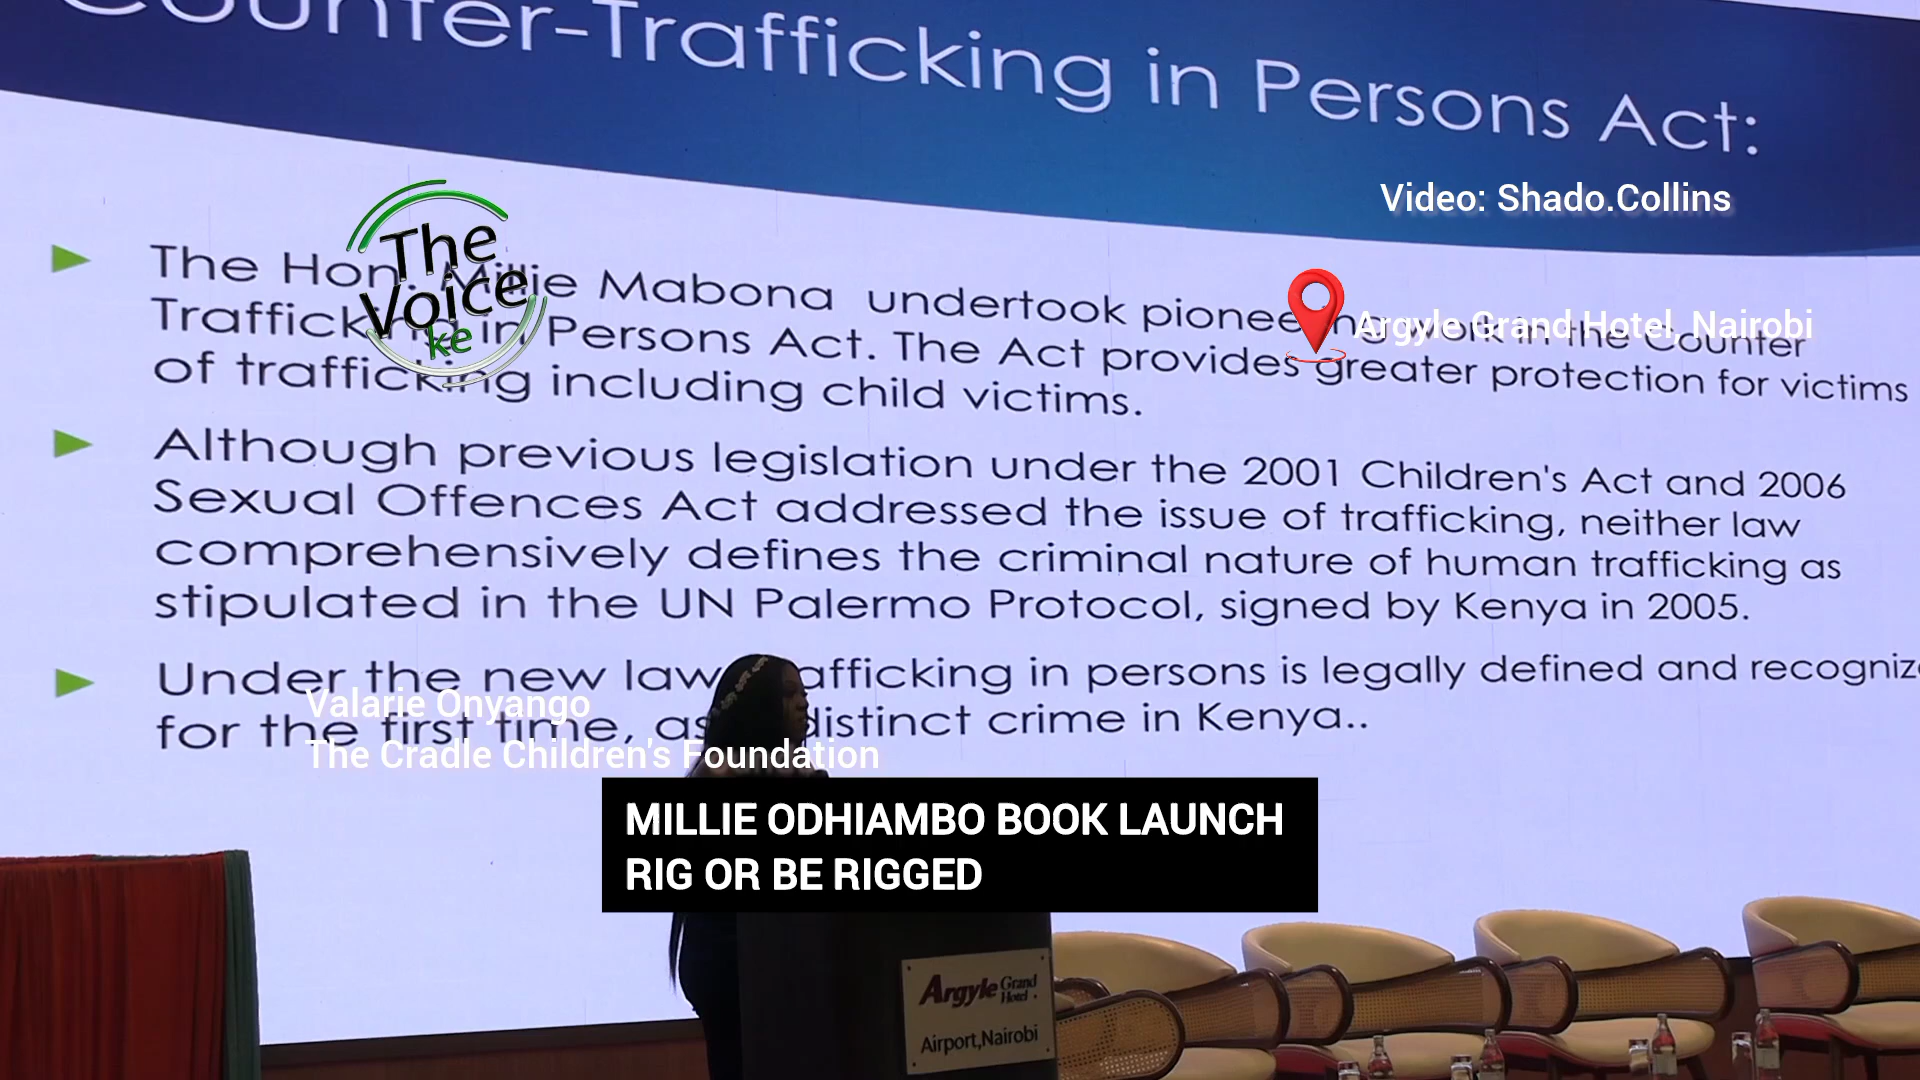 Counter-Trafficking in Persons Act:
Video: Shado.Collins
The Voice ke
The Hon. Millie Mabona undertook pioneering work in the Counter
Trafficking in Persons Act. The Act provides greater protection for victims
of trafficking including child victims.
Argyle Grand Hotel, Nairobi
Although previous legislation under the 2001 Children's Act and 2006
Sexual Offences Act addressed the issue of trafficking, neither law
comprehensively defines the criminal nature of human trafficking as
stipulated in the UN Palermo Protocol, signed by Kenya in 2005.
Under the new law trafficking in persons is legally defined and recognize
for the first time, as a distinct crime in Kenya..
Valarie Onyango
The Cradle Children's Foundation
MILLIE ODHIAMBO BOOK LAUNCH
RIG OR BE RIGGED
Argyle Grand Hotel.
Airport,Nairobi